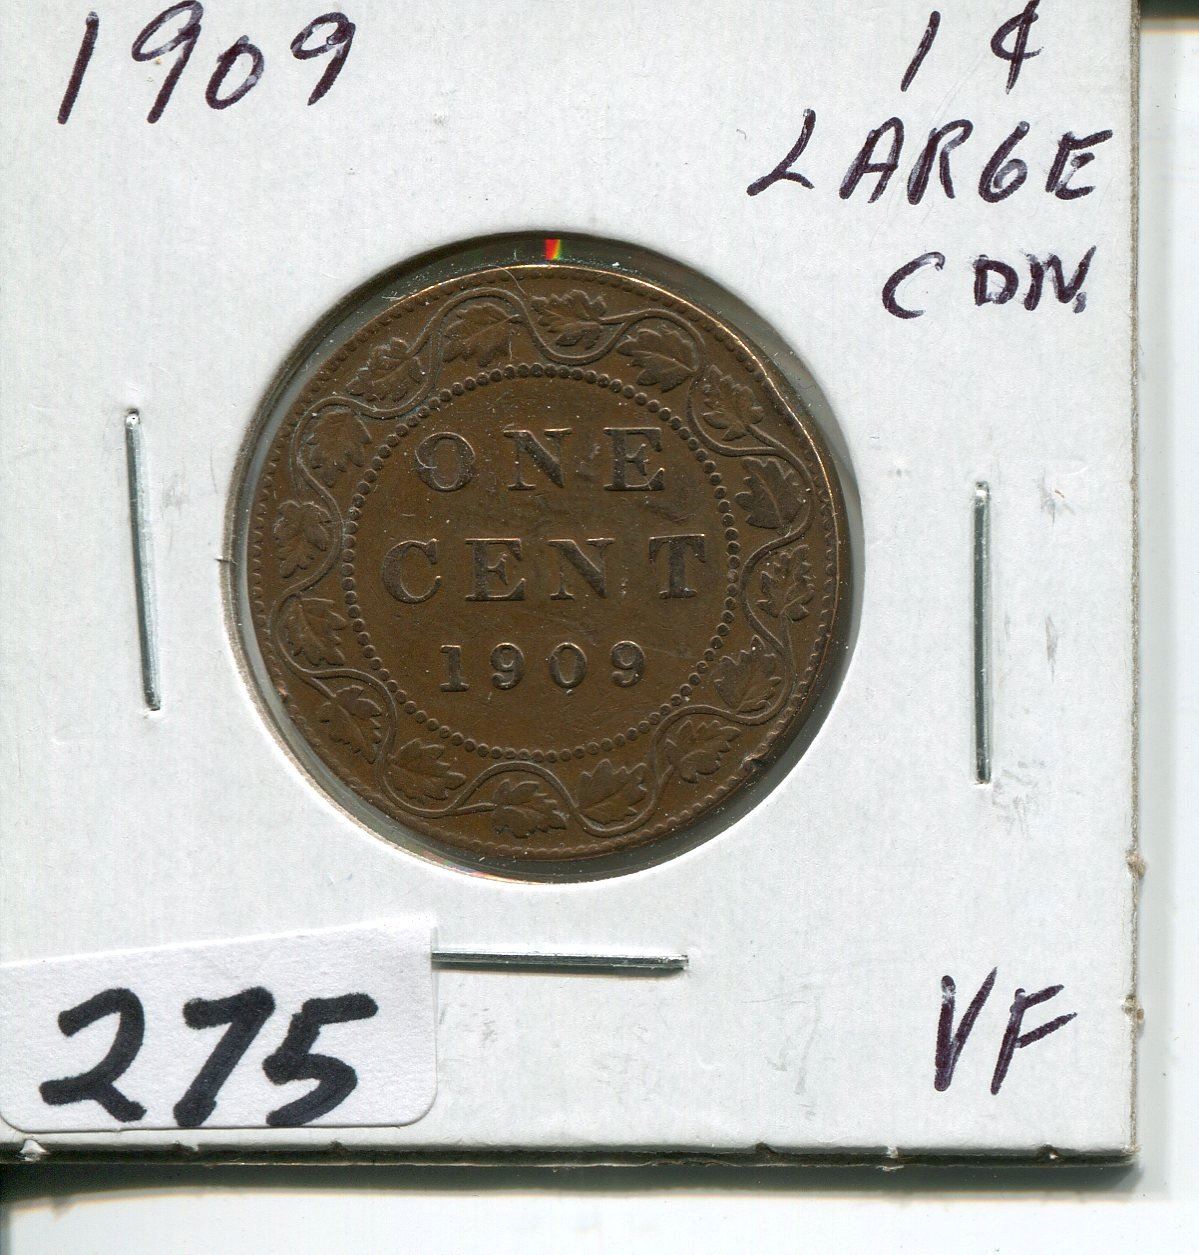 1909
1¢
LARGE
CDN.
ONE
CENT
1909
275
VF